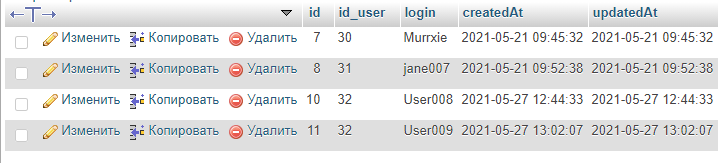 id id_user login createdAt updatedAt
Изменить Копировать Удалить 7 30 Murrxie 2021-05-21 09:45:32 2021-05-21 09:45:32
Изменить Копировать Удалить 8 31 jane007 2021-05-21 09:52:38 2021-05-21 09:52:38
Изменить Копировать Удалить 10 32 User008 2021-05-27 12:44:33 2021-05-27 12:44:33
Изменить Копировать Удалить 11 32 User009 2021-05-27 13:02:07 2021-05-27 13:02:07